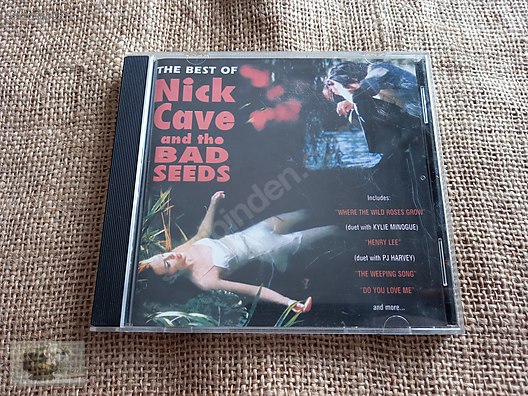 THE BEST OF
Nick
Cave
and the
BAD
SEEDS
Includes:
"WHERE THE WILD ROSES GROW"
(duet with KYLIE MINOGUE)
"HENRY LEE"
(duet with PJ HARVEY)
"THE WEEPING SONG"
"DO YOU LOVE ME"
and more...